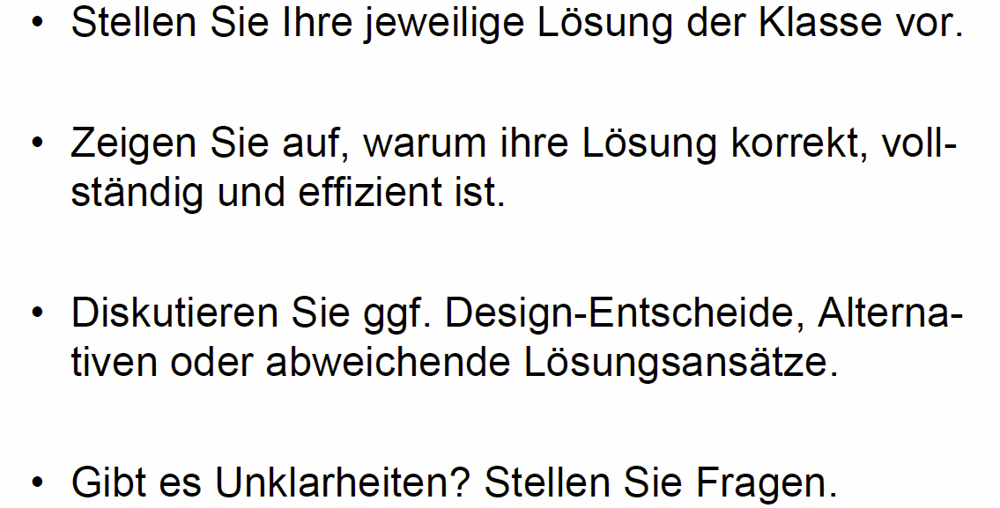 • Stellen Sie Ihre jeweilige Lösung der Klasse vor.
• Zeigen Sie auf, warum ihre Lösung korrekt, voll-
ständig und effizient ist.
• Diskutieren Sie ggf. Design-Entscheide, Alterna-
tiven oder abweichende Lösungsansätze.
• Gibt es Unklarheiten? Stellen Sie Fragen.